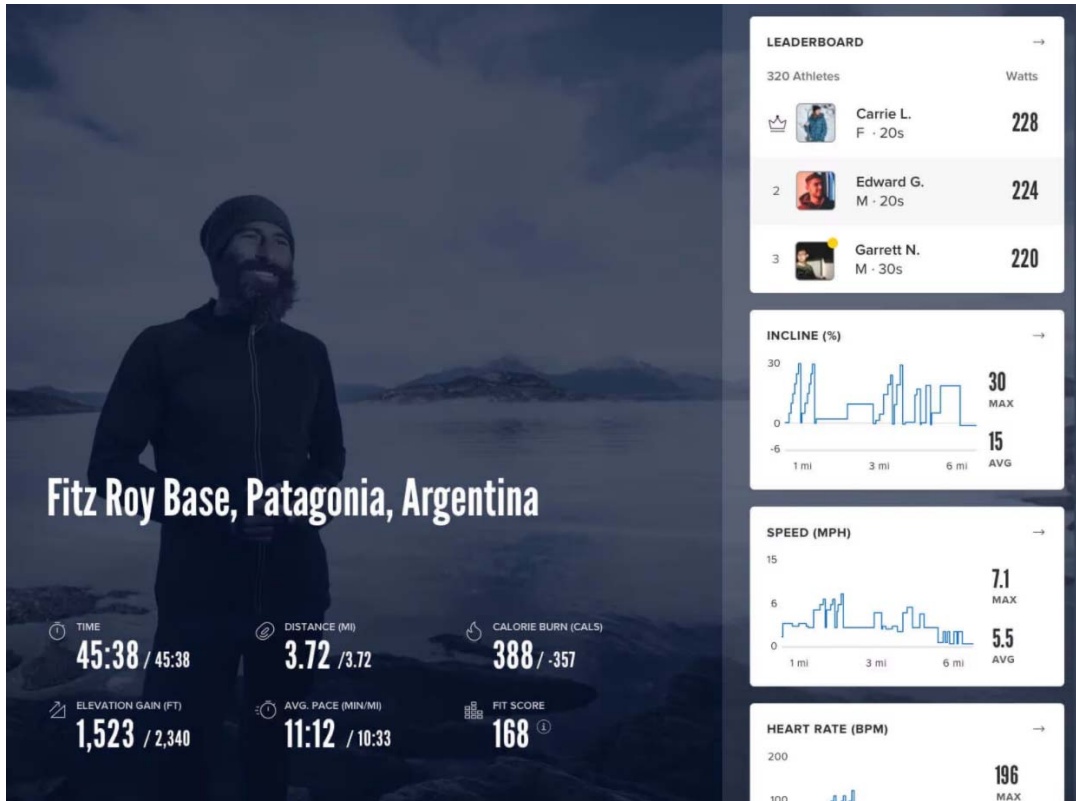 Fitz Roy Base, Patagonia, Argentina
TIME
45:38 / 45:38
DISTANCE (MI)
3.72 /3.72
CALORIE BURN (CALS)
388 / -357
ELEVATION GAIN (FT)
1,523 / 2,340
AVG. PACE (MIN/MI)
11:12 / 10:33
FIT SCORE
168
LEADERBOARD →
320 Athletes Watts
Carrie L.
F · 20s
228
2
Edward G.
M · 20s
224
3
Garrett N.
M · 30s
220
INCLINE (%) →
30
0
-6
1 mi 3 mi 6 mi
30
MAX
15
AVG
SPEED (MPH) →
15
6
0
1 mi 3 mi 6 mi
7.1
MAX
5.5
AVG
HEART RATE (BPM) →
200
100
196
MAX